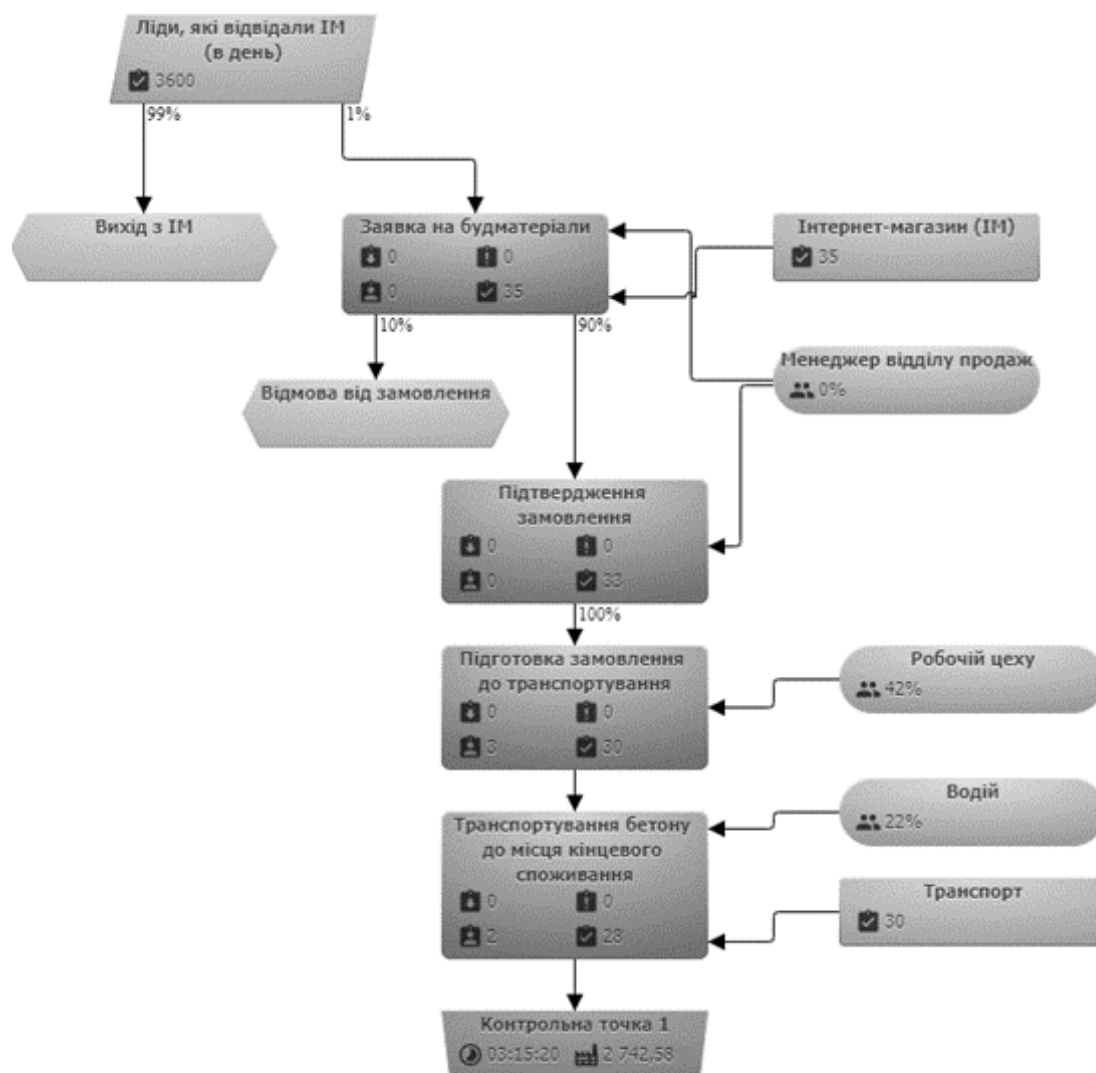 Ліди, які відвідали ІМ
(в день)
3600
99%
1%
Вихід з ІМ
Заявка на будматеріали
0 0
0 35
Інтернет-магазин (ІМ)
35
10%
90%
Менеджер відділу продаж
0%
Відмова від замовлення
Підтвердження
замовлення
0 0
0 33
100%
Підготовка замовлення
до транспортування
0 0
3 30
Робочій цеху
42%
Водій
22%
Транспортування бетону
до місця кінцевого
споживання
0 0
2 28
Транспорт
30
Контрольна точка 1
03:15:20 2 742,58